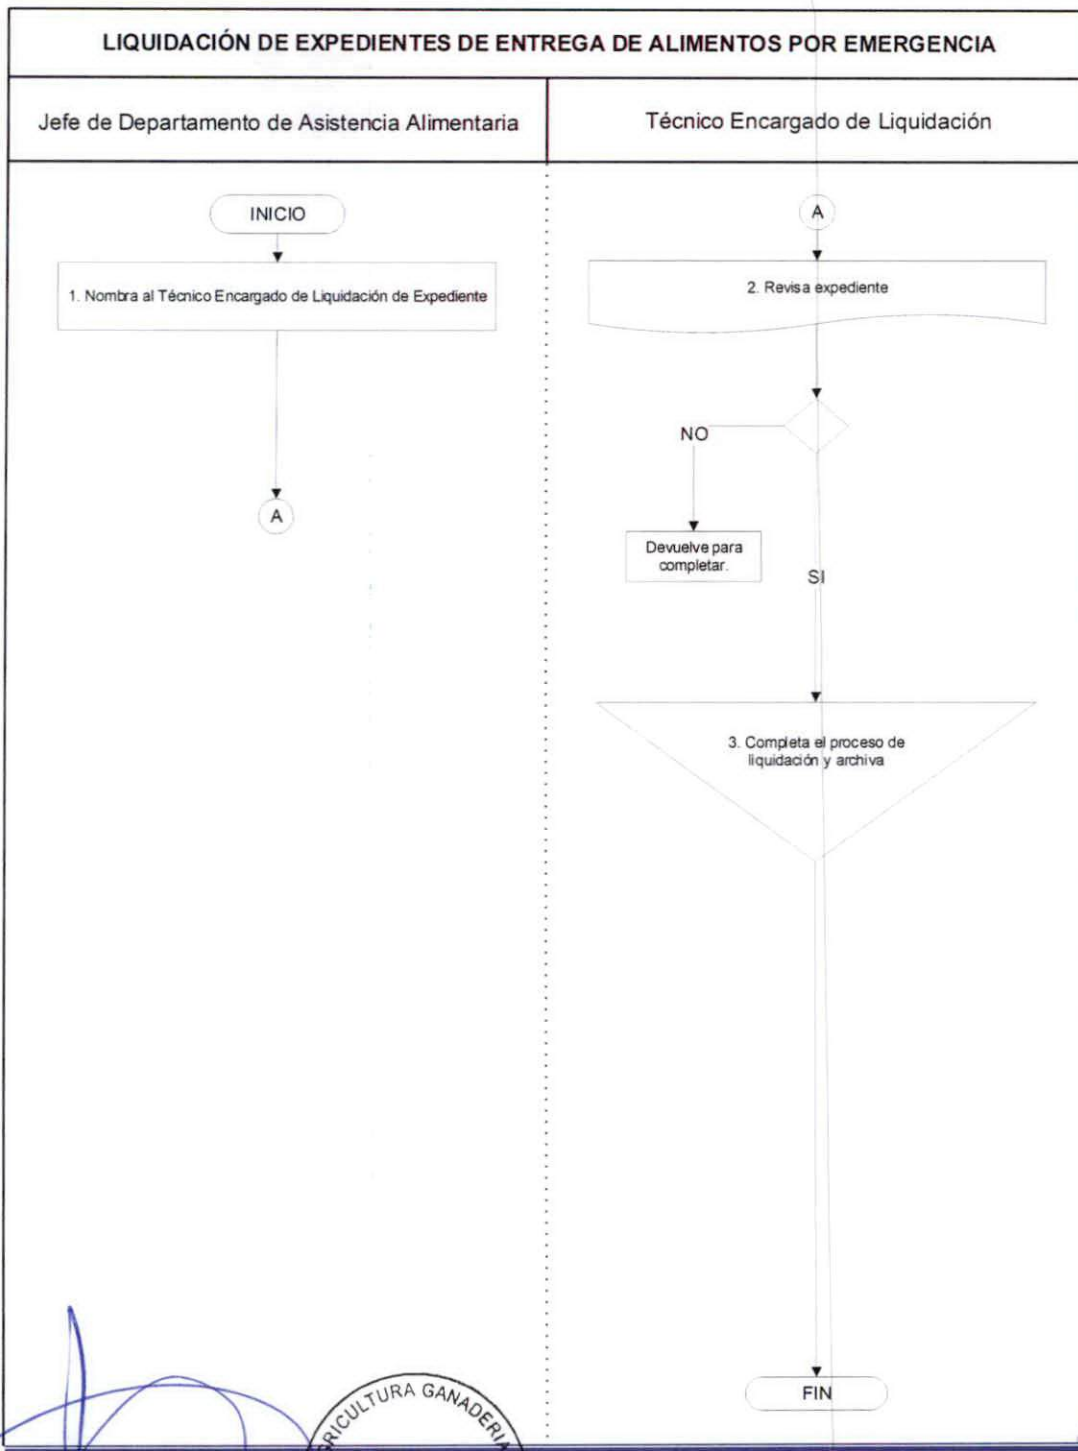 LIQUIDACIÓN DE EXPEDIENTES DE ENTREGA DE ALIMENTOS POR EMERGENCIA
Jefe de Departamento de Asistencia Alimentaria
Técnico Encargado de Liquidación
INICIO
1. Nombra al Técnico Encargado de Liquidación de Expediente
A
A
2. Revisa expediente
NO
Devuelve para
completar.
SI
3. Completa el proceso de
liquidación y archiva
FIN
RICULTURA GANADERIA